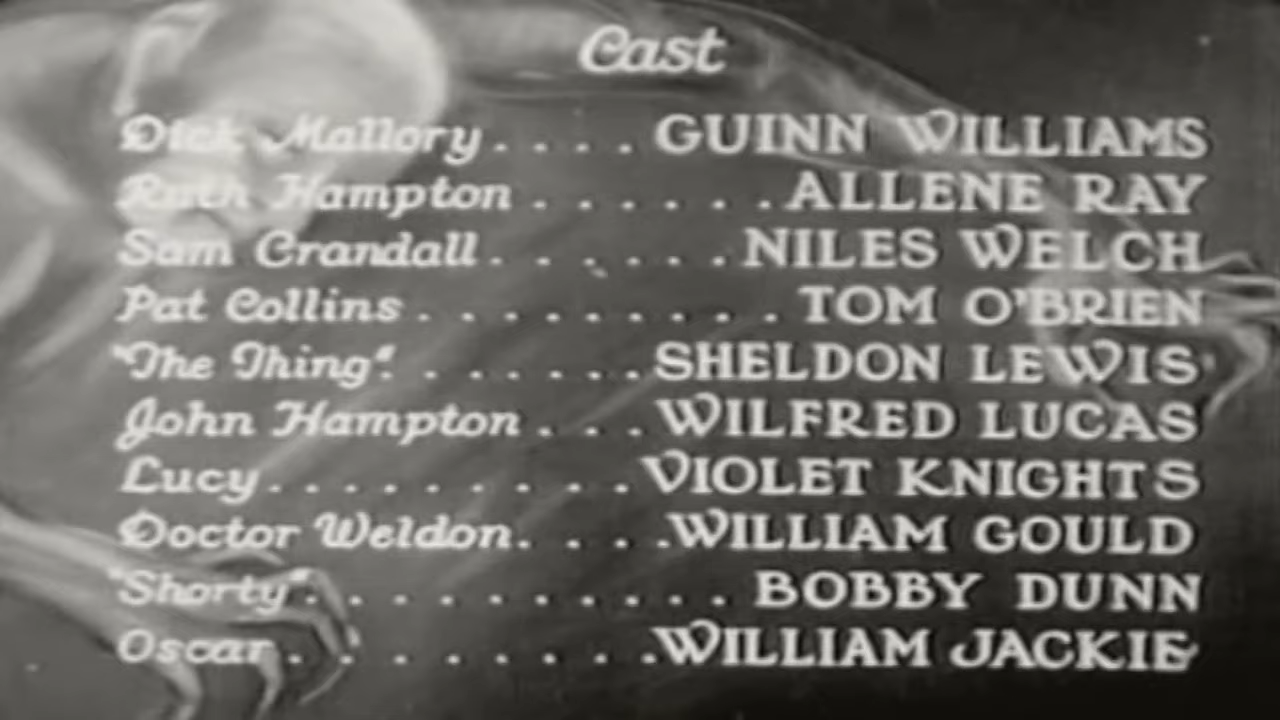 Cast
Dick Mallory.... GUINN WILLIAMS
Ruth Hampton ...... ALLENE RAY
Sam Crandall...... NILES WELCH
Pat Collins ......... TOM O'BRIEN
"The Thing"....... SHELDON LEWIS
John Hampton ... WILFRED LUCAS
Lucy......... VIOLET KNIGHTS
Doctor Weldon.... WILLIAM GOULD
"Shorty"........... BOBBY DUNN
Oscar......... WILLIAM JACKIE